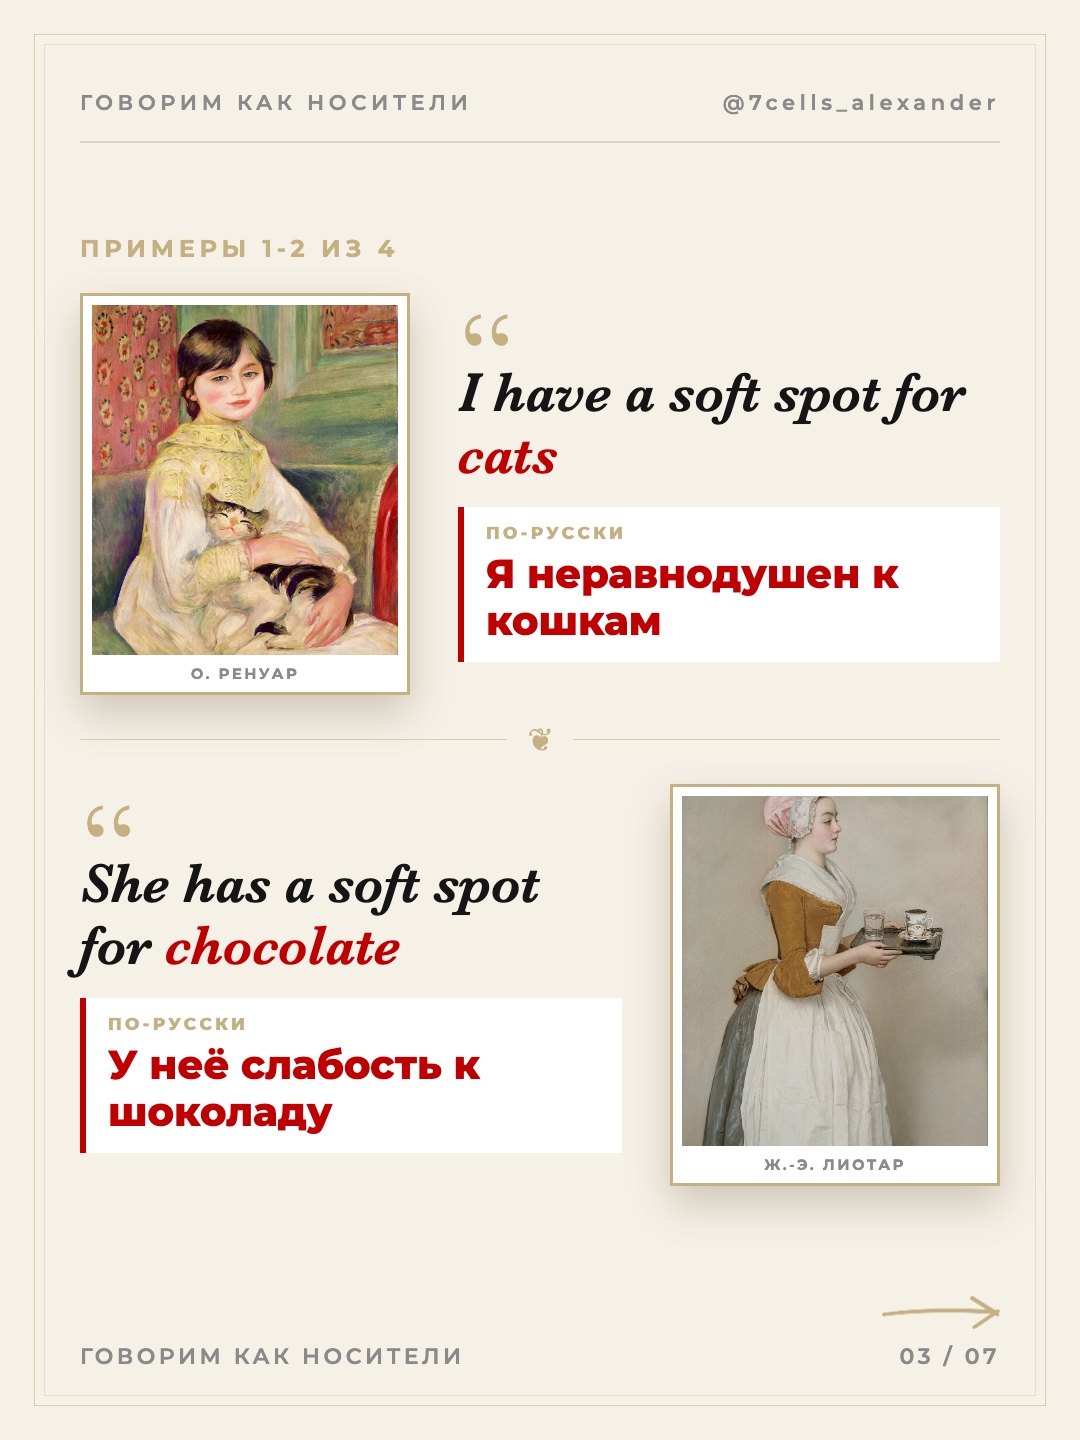 ГОВОРИМ КАК НОСИТЕЛИ
@7cells_alexander
ПРИМЕРЫ 1-2 ИЗ 4
“
I have a soft spot for
cats
ПО-РУССКИ
Я неравнодушен к
кошкам
О. РЕНУАР
“
She has a soft spot
for chocolate
ПО-РУССКИ
У неё слабость к
шоколаду
Ж.-Э. ЛИОТАР
ГОВОРИМ КАК НОСИТЕЛИ
03 / 07